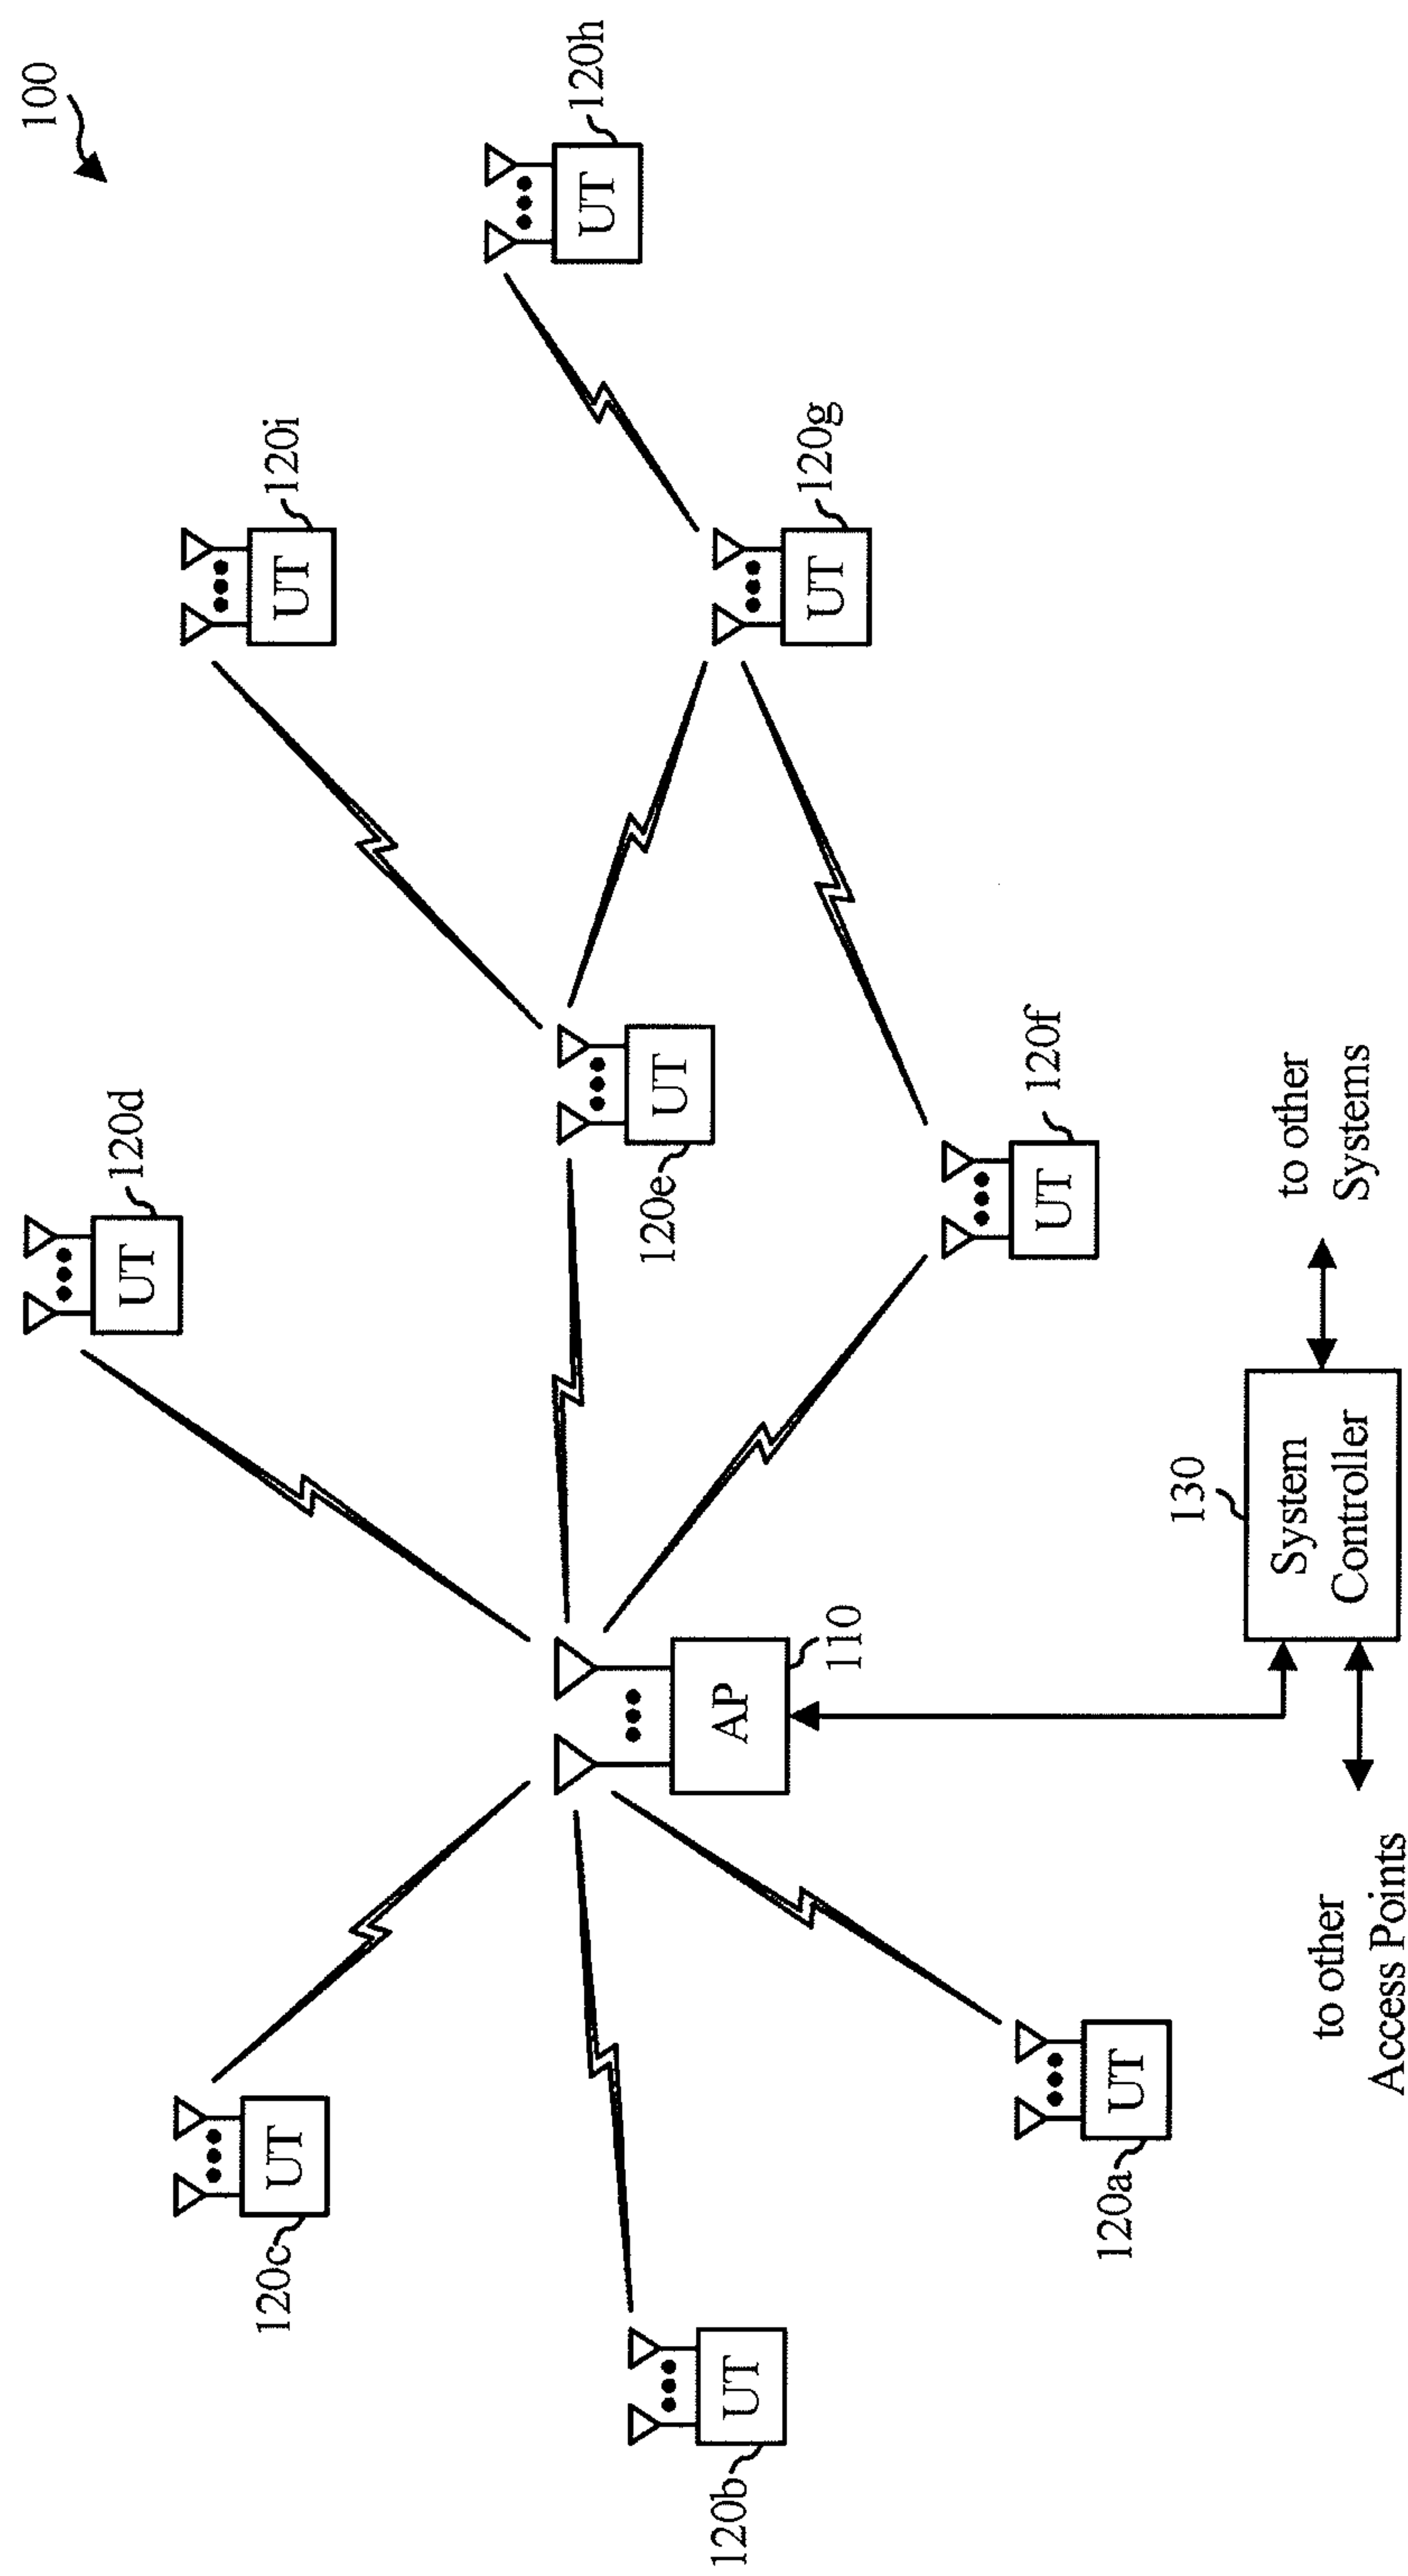 100
UT
120h
UT
120i
UT
120g
UT
120d
UT
120e
UT
120f
AP
110
UT
120c
UT
120b
UT
120a
130
System
Controller
to other
Systems
to other
Access Points